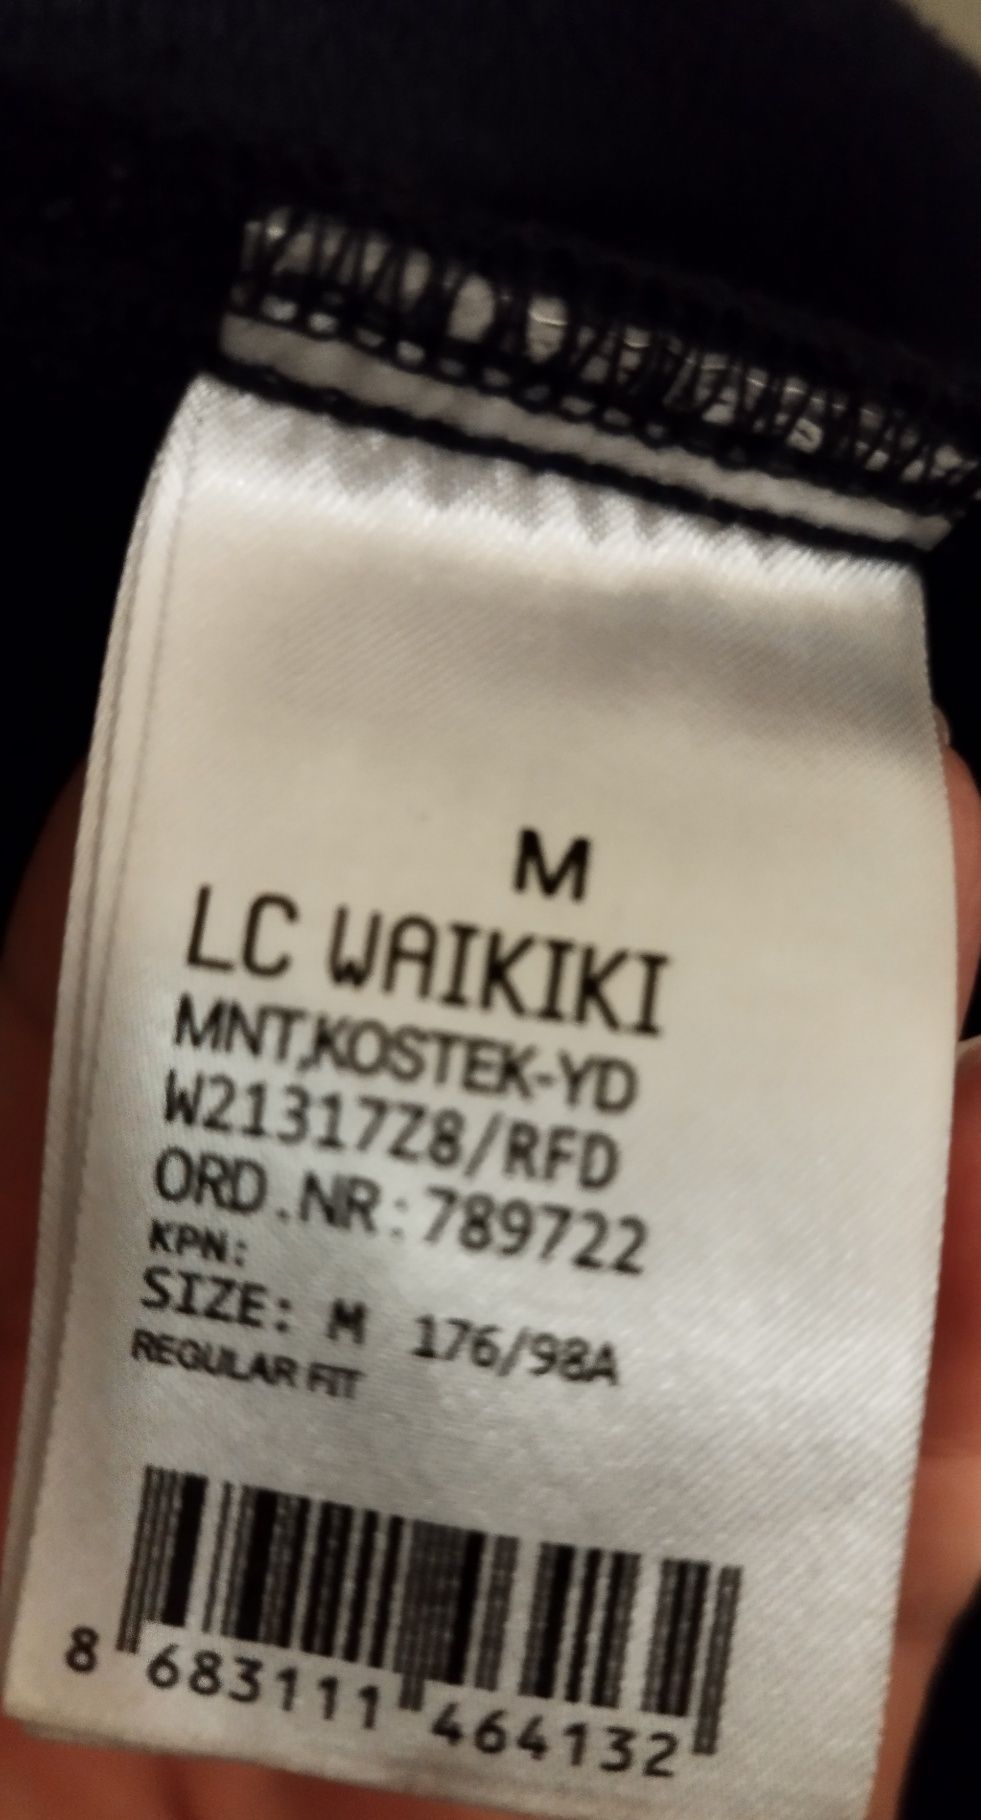 M
LC WAIKIKI
MNT,KOSTEK-YD
W21317Z8/RFD
ORD.NR:789722
KPN:
SIZE: M 176/98A
REGULAR FIT
8 683111 464132